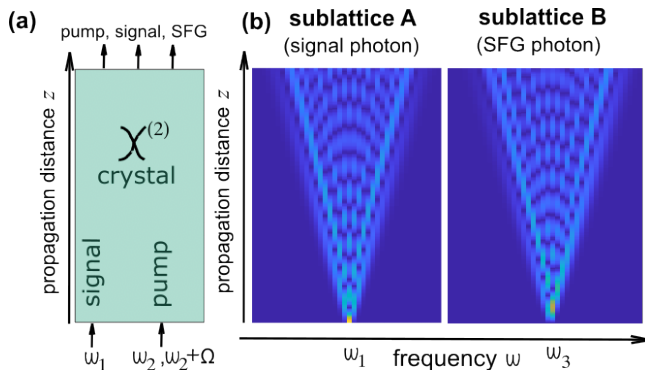 (a)
pump, signal, SFG
propagation distance z
χ(2)
crystal
signal
pump
ω1
ω2 ,ω2+Ω
(b)
sublattice A
(signal photon)
sublattice B
(SFG photon)
propagation distance z
ω1
frequency ω
ω3